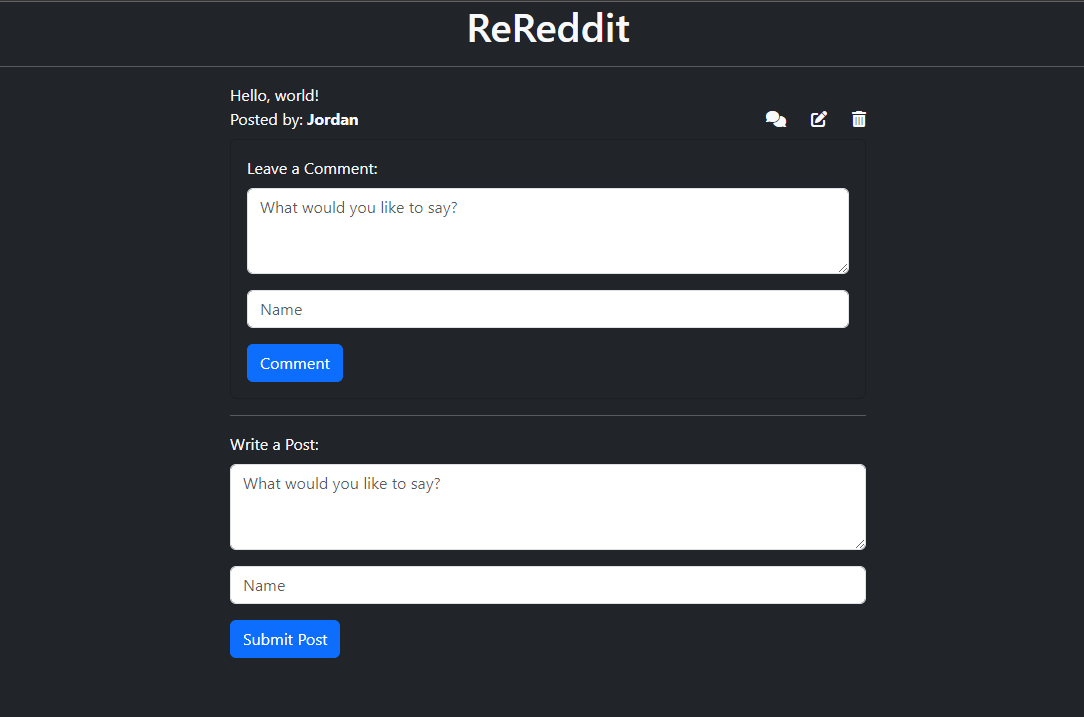 ReReddit
Hello, world!
Posted by: Jordan
Leave a Comment:
What would you like to say?
Name
Comment
Write a Post:
What would you like to say?
Name
Submit Post